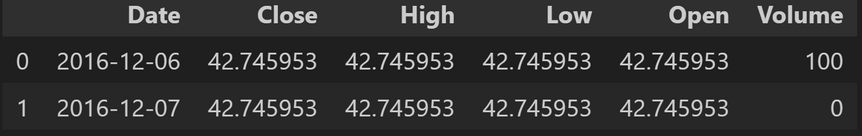 Date Close High Low Open Volume
0 2016-12-06 42.745953 42.745953 42.745953 42.745953 100
1 2016-12-07 42.745953 42.745953 42.745953 42.745953 0